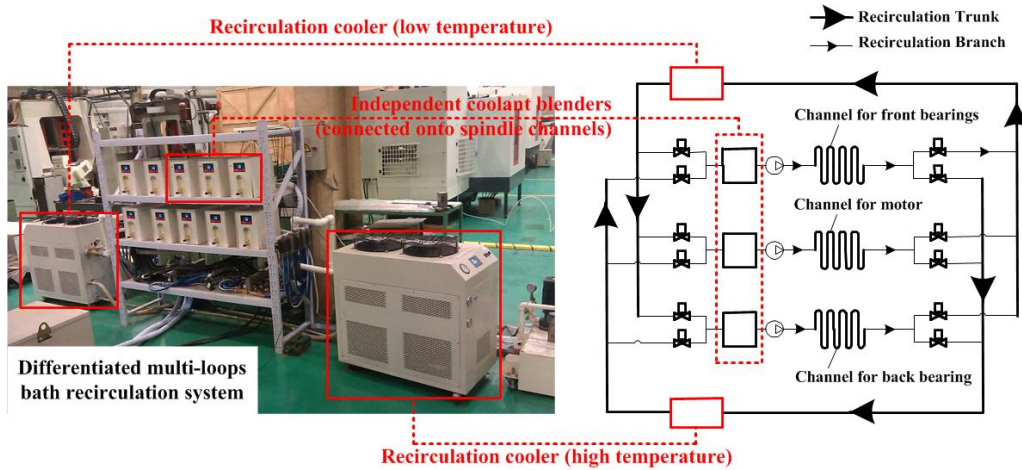 Recirculation cooler (low temperature)
Recirculation Trunk
Recirculation Branch
Independent coolant blenders
(connected onto spindle channels)
Channel for front bearings
Channel for motor
Channel for back bearing
Differentiated multi-loops
bath recirculation system
Recirculation cooler (high temperature)